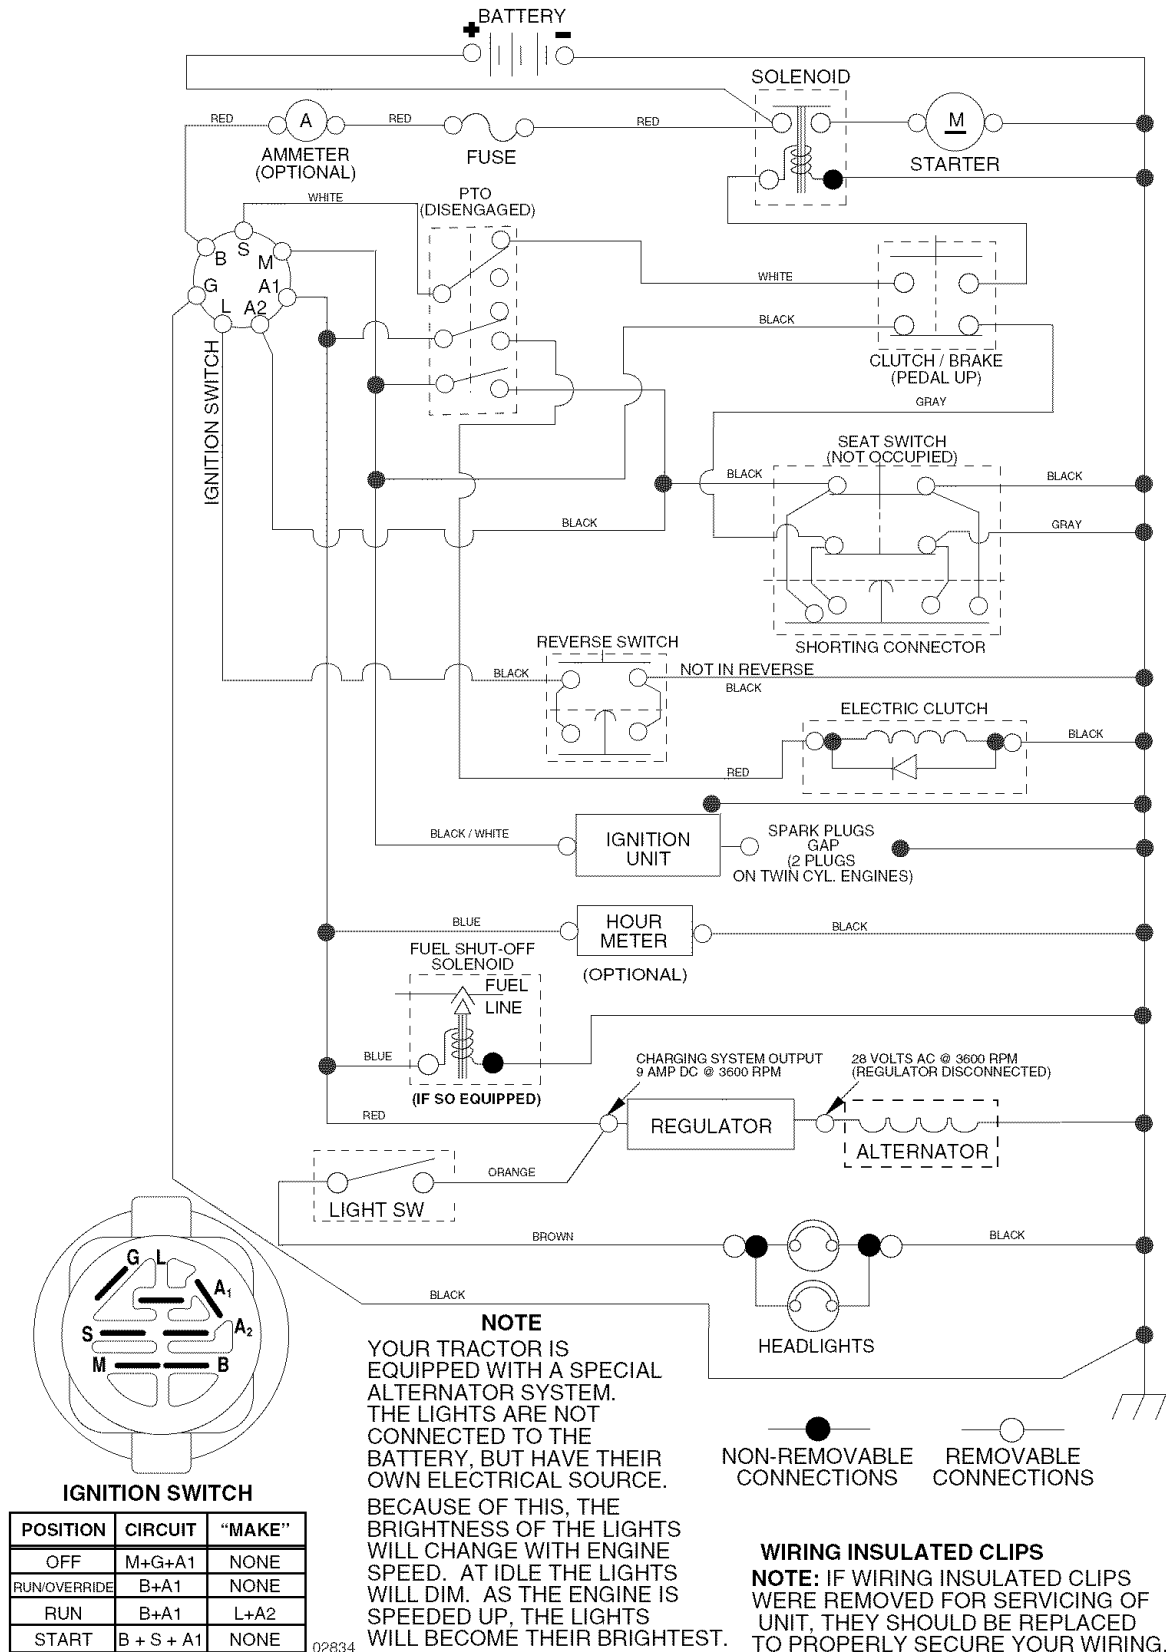 BATTERY
+ −
SOLENOID
RED
A
RED
RED
M
AMMETER
(OPTIONAL)
FUSE
STARTER
WHITE
PTO
(DISENGAGED)
S
B
M
G
A1
L
A2
IGNITION SWITCH
WHITE
BLACK
CLUTCH / BRAKE
(PEDAL UP)
GRAY
SEAT SWITCH
(NOT OCCUPIED)
BLACK
BLACK
BLACK
GRAY
SHORTING CONNECTOR
REVERSE SWITCH
BLACK
NOT IN REVERSE
BLACK
ELECTRIC CLUTCH
BLACK
RED
BLACK / WHITE
IGNITION
UNIT
SPARK PLUGS
GAP
(2 PLUGS
ON TWIN CYL. ENGINES)
BLUE
HOUR
METER
(OPTIONAL)
BLACK
FUEL SHUT-OFF
SOLENOID
FUEL
LINE
BLUE
(IF SO EQUIPPED)
CHARGING SYSTEM OUTPUT
9 AMP DC @ 3600 RPM
28 VOLTS AC @ 3600 RPM
(REGULATOR DISCONNECTED)
RED
REGULATOR
ALTERNATOR
ORANGE
LIGHT SW
BROWN
BLACK
HEADLIGHTS
BLACK
G
L
A1
S
A2
M
B
IGNITION SWITCH
POSITION CIRCUIT “MAKE”
OFF M+G+A1 NONE
RUN/OVERRIDE B+A1 NONE
RUN B+A1 L+A2
START B + S + A1 NONE
02834
NOTE
YOUR TRACTOR IS
EQUIPPED WITH A SPECIAL
ALTERNATOR SYSTEM.
THE LIGHTS ARE NOT
CONNECTED TO THE
BATTERY, BUT HAVE THEIR
OWN ELECTRICAL SOURCE.
BECAUSE OF THIS, THE
BRIGHTNESS OF THE LIGHTS
WILL CHANGE WITH ENGINE
SPEED. AT IDLE THE LIGHTS
WILL DIM. AS THE ENGINE IS
SPEEDED UP, THE LIGHTS
WILL BECOME THEIR BRIGHTEST.
NON-REMOVABLE
CONNECTIONS
REMOVABLE
CONNECTIONS
WIRING INSULATED CLIPS
NOTE: IF WIRING INSULATED CLIPS
WERE REMOVED FOR SERVICING OF
UNIT, THEY SHOULD BE REPLACED
TO PROPERLY SECURE YOUR WIRING.